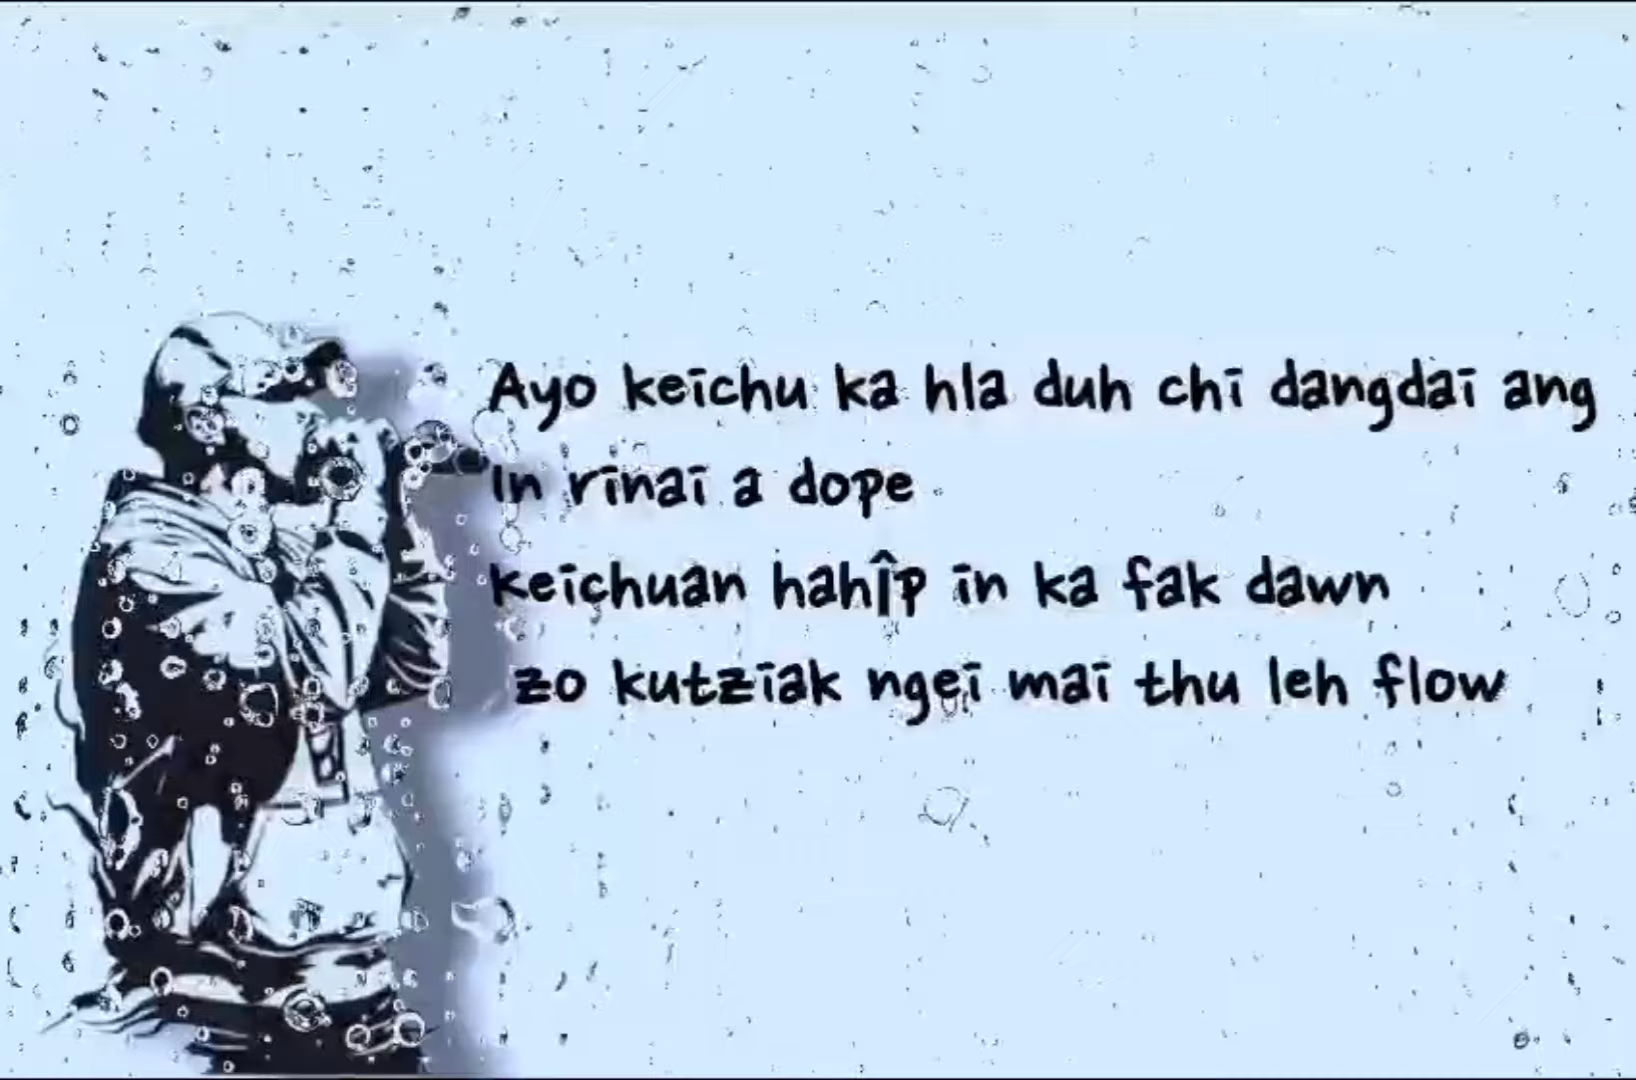 Ayo keichu ka hla duh chi dangdai ang
In rinai a dope
keichuan hahîp in ka fak dawn
zo kutziak ngei mai thu leh flow